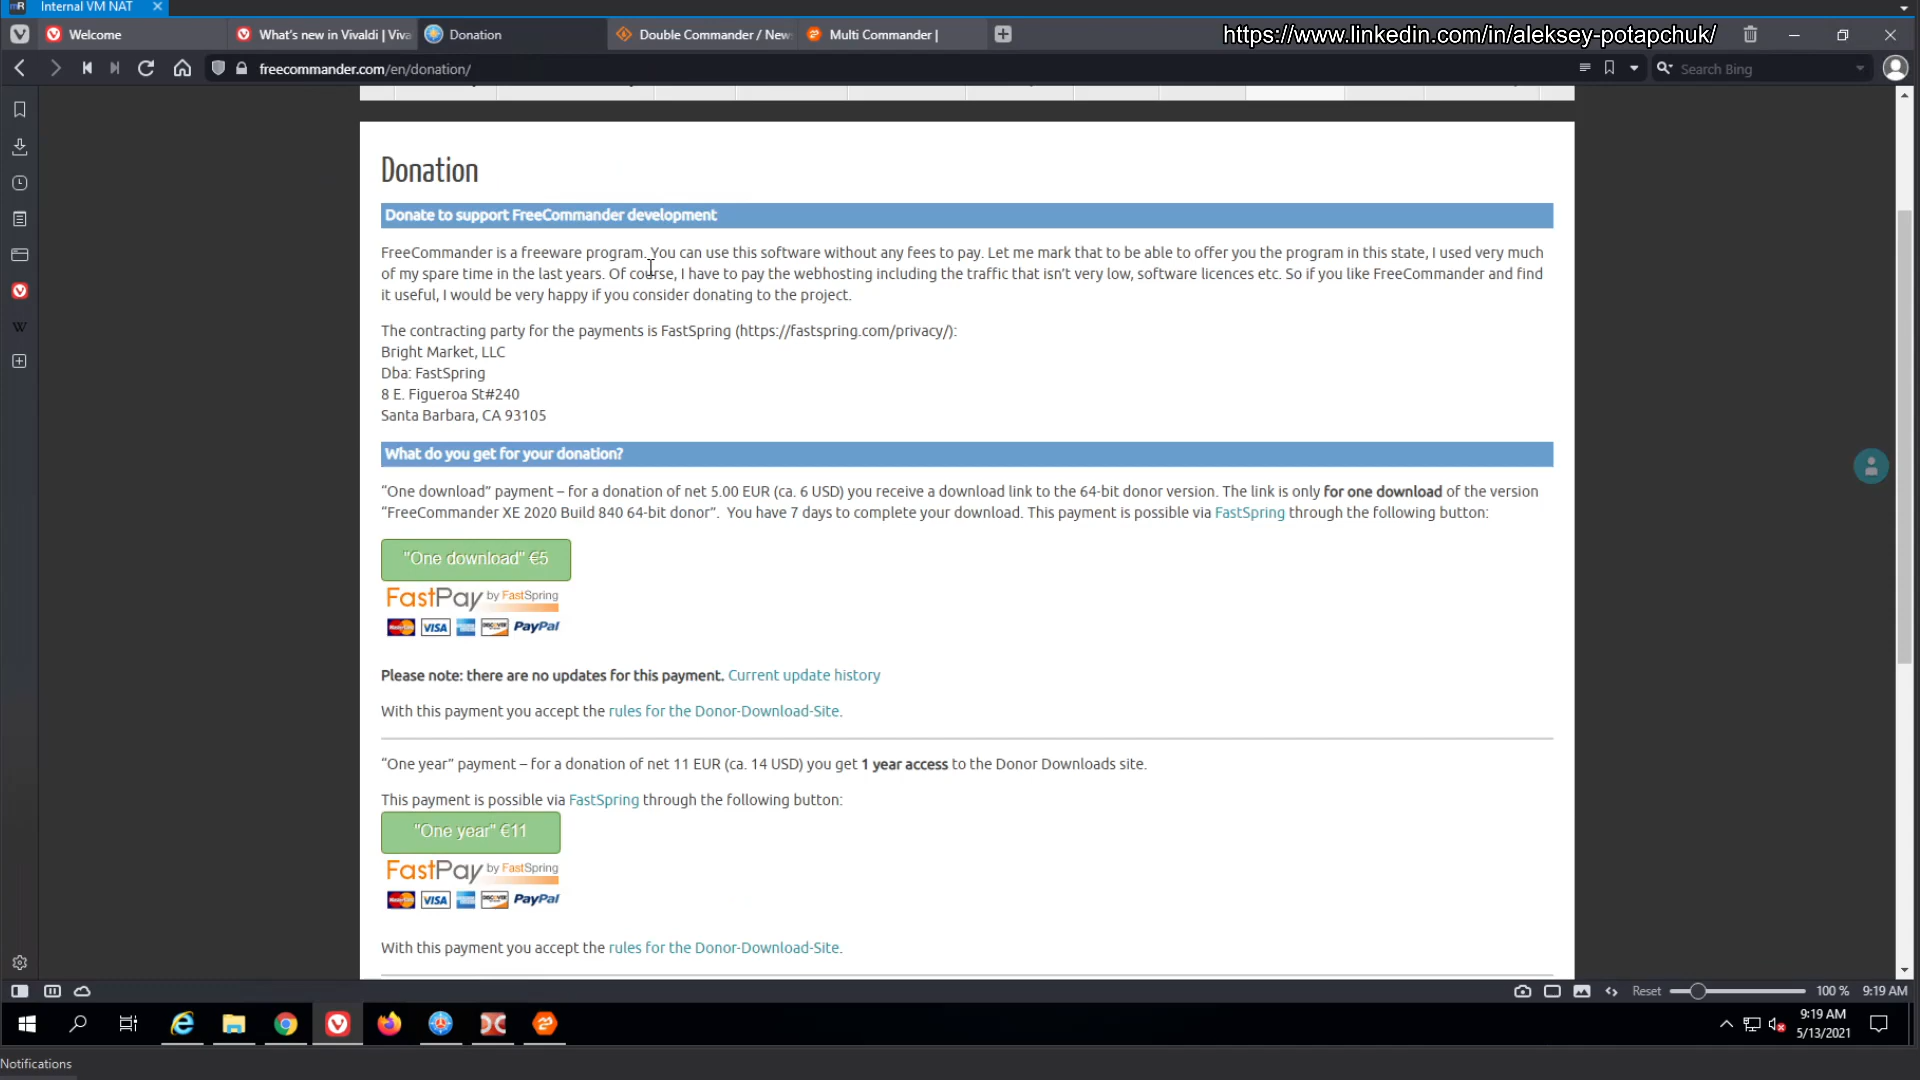 Internal VM NAT
Welcome
What's new in Vivaldi | Viva
Donation
Double Commander / New
Multi Commander |
https://www.linkedin.com/in/aleksey-potapchuk/
freecommander.com/en/donation/
Search Bing
Donation
Donate to support FreeCommander development
FreeCommander is a freeware program. You can use this software without any fees to pay. Let me mark that to be able to offer you the program in this state, I used very much
of my spare time in the last years. Of course, I have to pay the webhosting including the traffic that isn't very low, software licences etc. So if you like FreeCommander and find
it useful, I would be very happy if you consider donating to the project.
The contracting party for the payments is FastSpring (https://fastspring.com/privacy/):
Bright Market, LLC
Dba: FastSpring
8 E. Figueroa St#240
Santa Barbara, CA 93105
What do you get for your donation?
“One download” payment – for a donation of net 5.00 EUR (ca. 6 USD) you receive a download link to the 64-bit donor version. The link is only for one download of the version
“FreeCommander XE 2020 Build 840 64-bit donor”. You have 7 days to complete your download. This payment is possible via FastSpring through the following button:
"One download" €5
FastPay by FastSpring
MasterCard VISA DISCOVER PayPal
Please note: there are no updates for this payment. Current update history
With this payment you accept the rules for the Donor-Download-Site.
“One year” payment – for a donation of net 11 EUR (ca. 14 USD) you get 1 year access to the Donor Downloads site.
This payment is possible via FastSpring through the following button:
"One year" €11
FastPay by FastSpring
MasterCard VISA DISCOVER PayPal
With this payment you accept the rules for the Donor-Download-Site.
Reset
100 %
9:19 AM
9:19 AM
5/13/2021
Notifications